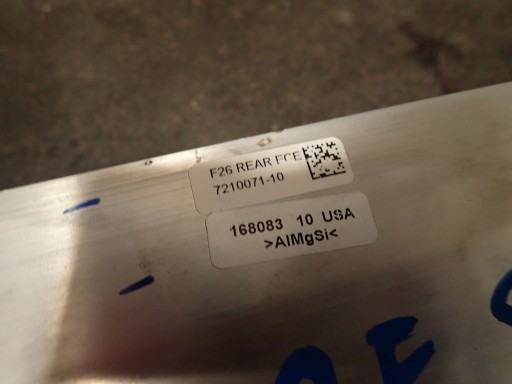 F26 REAR FCE
7210071-10
168083 10 USA
>AlMgSi<